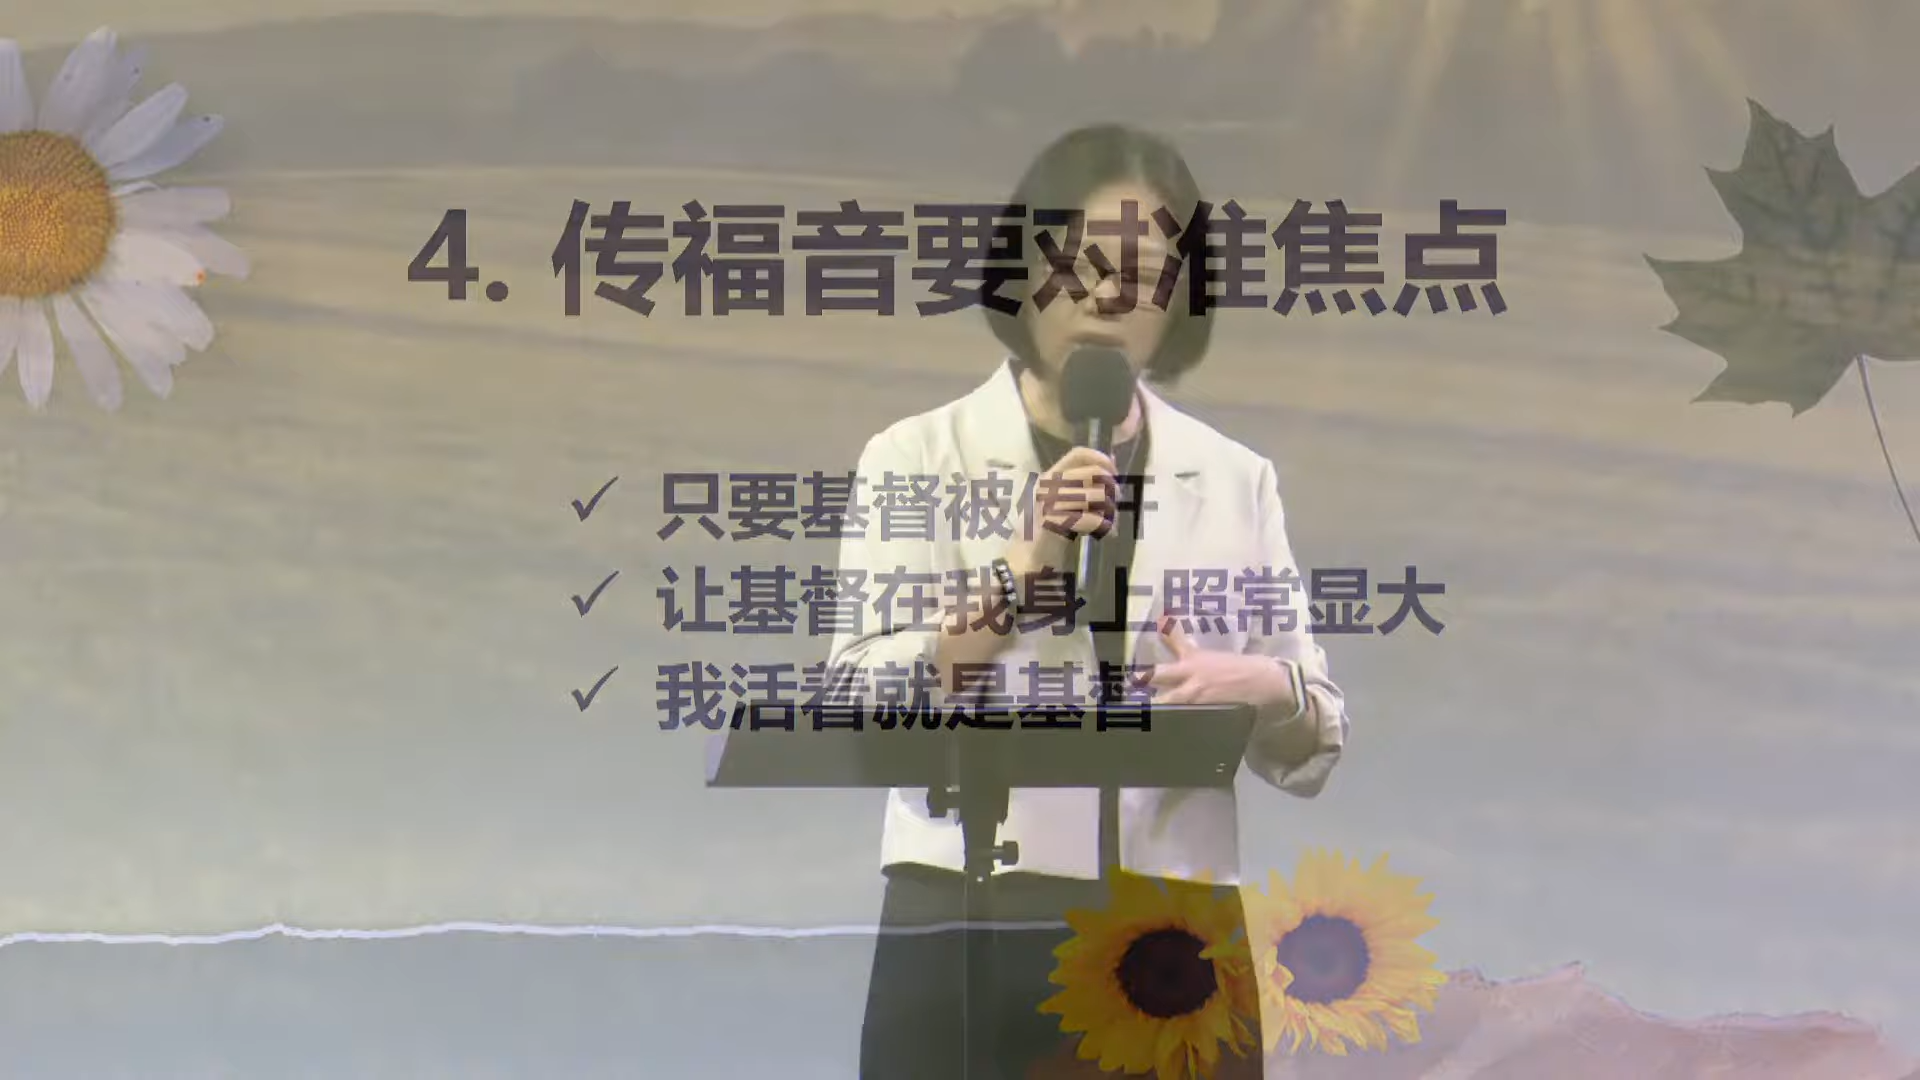 4. 传福音要对准焦点
✓ 只要基督被传开
✓ 让基督在我身上照常显大
✓ 我活着就是基督